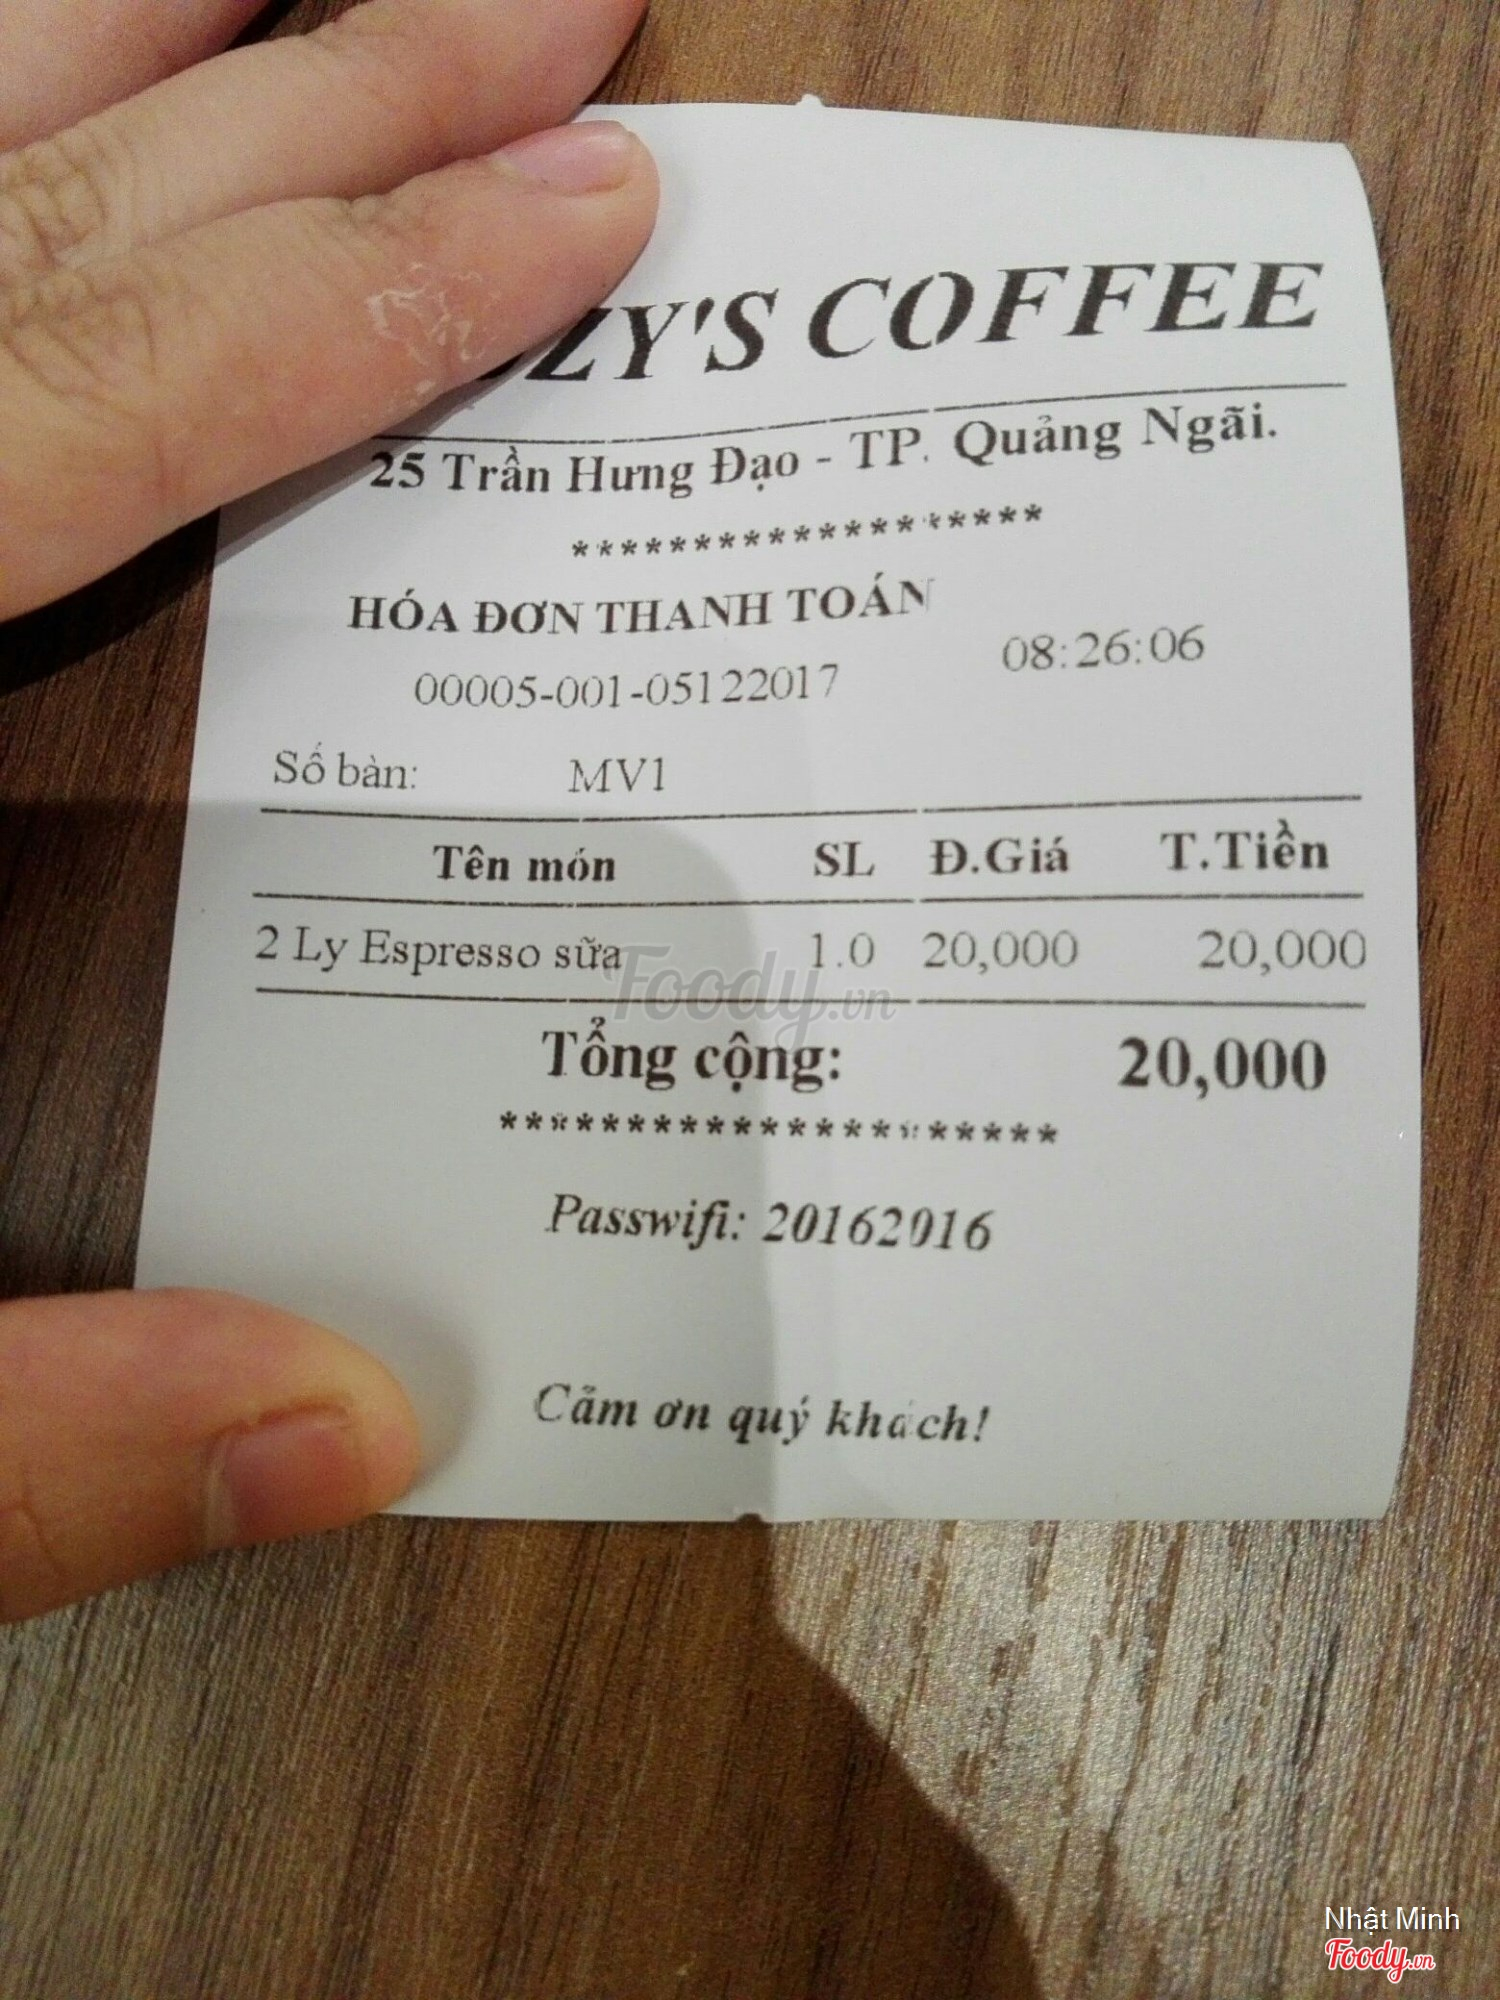 ZY'S COFFEE
25 Trần Hưng Đạo - TP. Quảng Ngãi.
*******************
HÓA ĐƠN THANH TOÁN
00005-001-05122017 08:26:06
Số bàn: MV1
Tên món SL Đ.Giá T.Tiền
2 Ly Espresso sữa 1.0 20,000 20,000
Foody.vn
Tổng cộng: 20,000
**********************
Passwifi: 20162016
Cảm ơn quý khách!
Nhật Minh
Foody.vn